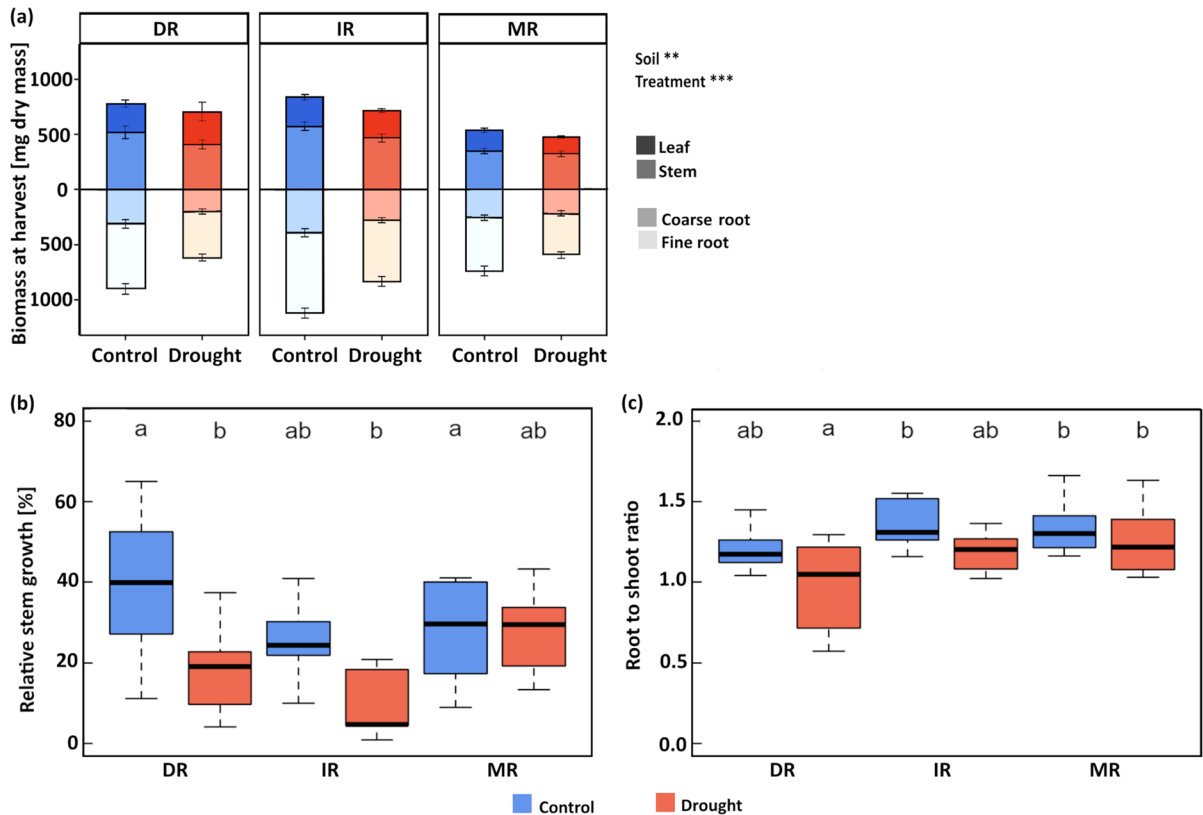 (a)
DR IR MR
Biomass at harvest [mg dry mass]
1000
500
0
500
1000
Control Drought Control Drought Control Drought
Soil **
Treatment ***
Leaf
Stem
Coarse root
Fine root
(b)
Relative stem growth [%]
80
60
40
20
0
a b ab b a ab
DR IR MR
(c)
Root to shoot ratio
2.0
1.5
1.0
0.5
0.0
ab a b ab b b
DR IR MR
Control Drought